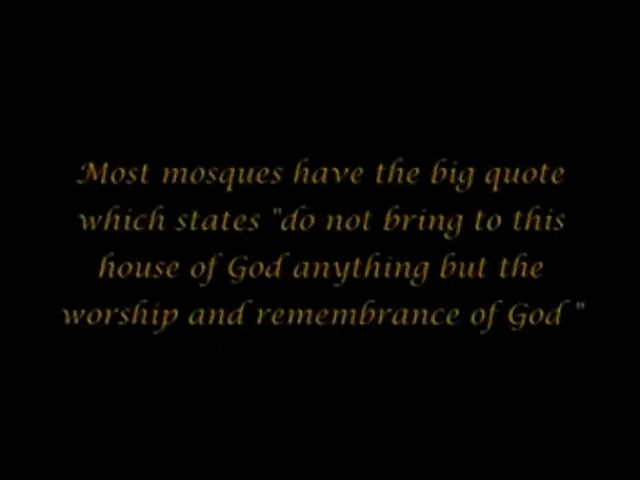 Most mosques have the big quote
which states "do not bring to this
house of God anything but the
worship and remembrance of God "